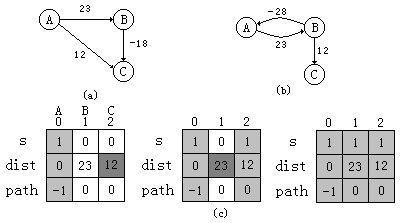 23
A
B
-18
12
C
(a)
-28
A
B
23
12
C
(b)
A B C
0 1 2
s 1 0 0
dist 0 23 12
path -1 0 0
0 1 2
s 1 0 1
dist 0 23 12
path -1 0 0
0 1 2
s 1 1 1
dist 0 23 12
path -1 0 0
(c)